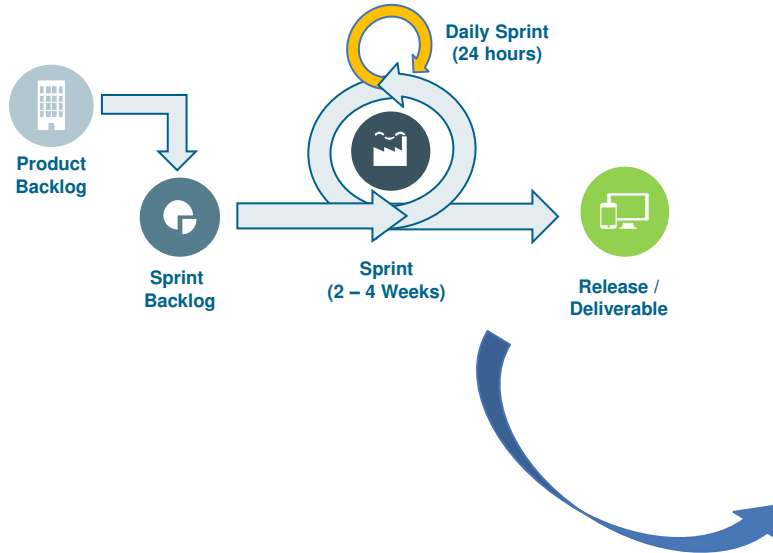 Daily Sprint
(24 hours)
Product
Backlog
Sprint
Backlog
Sprint
(2 – 4 Weeks)
Release /
Deliverable